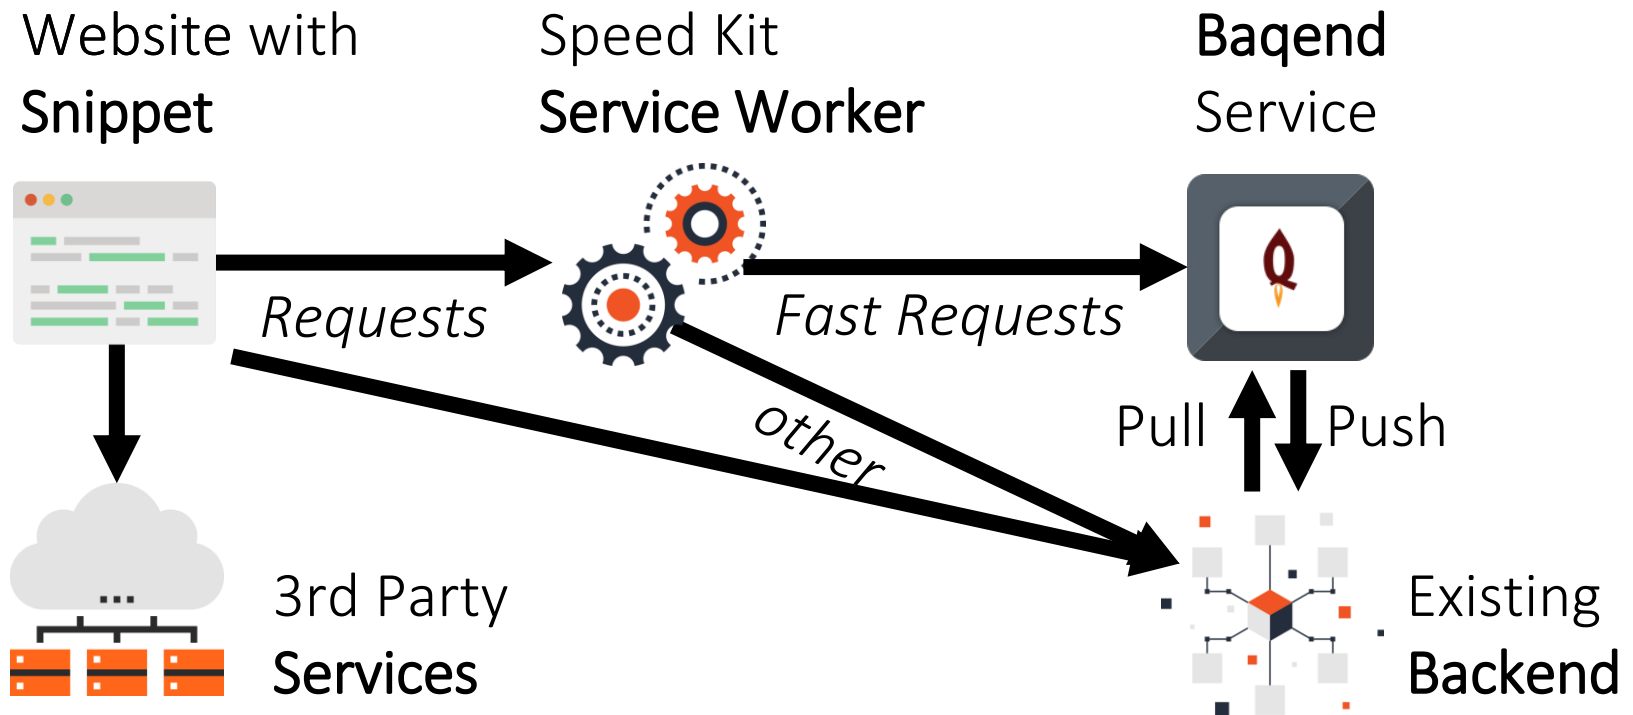 Website with
Snippet
Speed Kit
Service Worker
Baqend
Service
Requests
Fast Requests
other
Pull
Push
3rd Party
Services
Existing
Backend